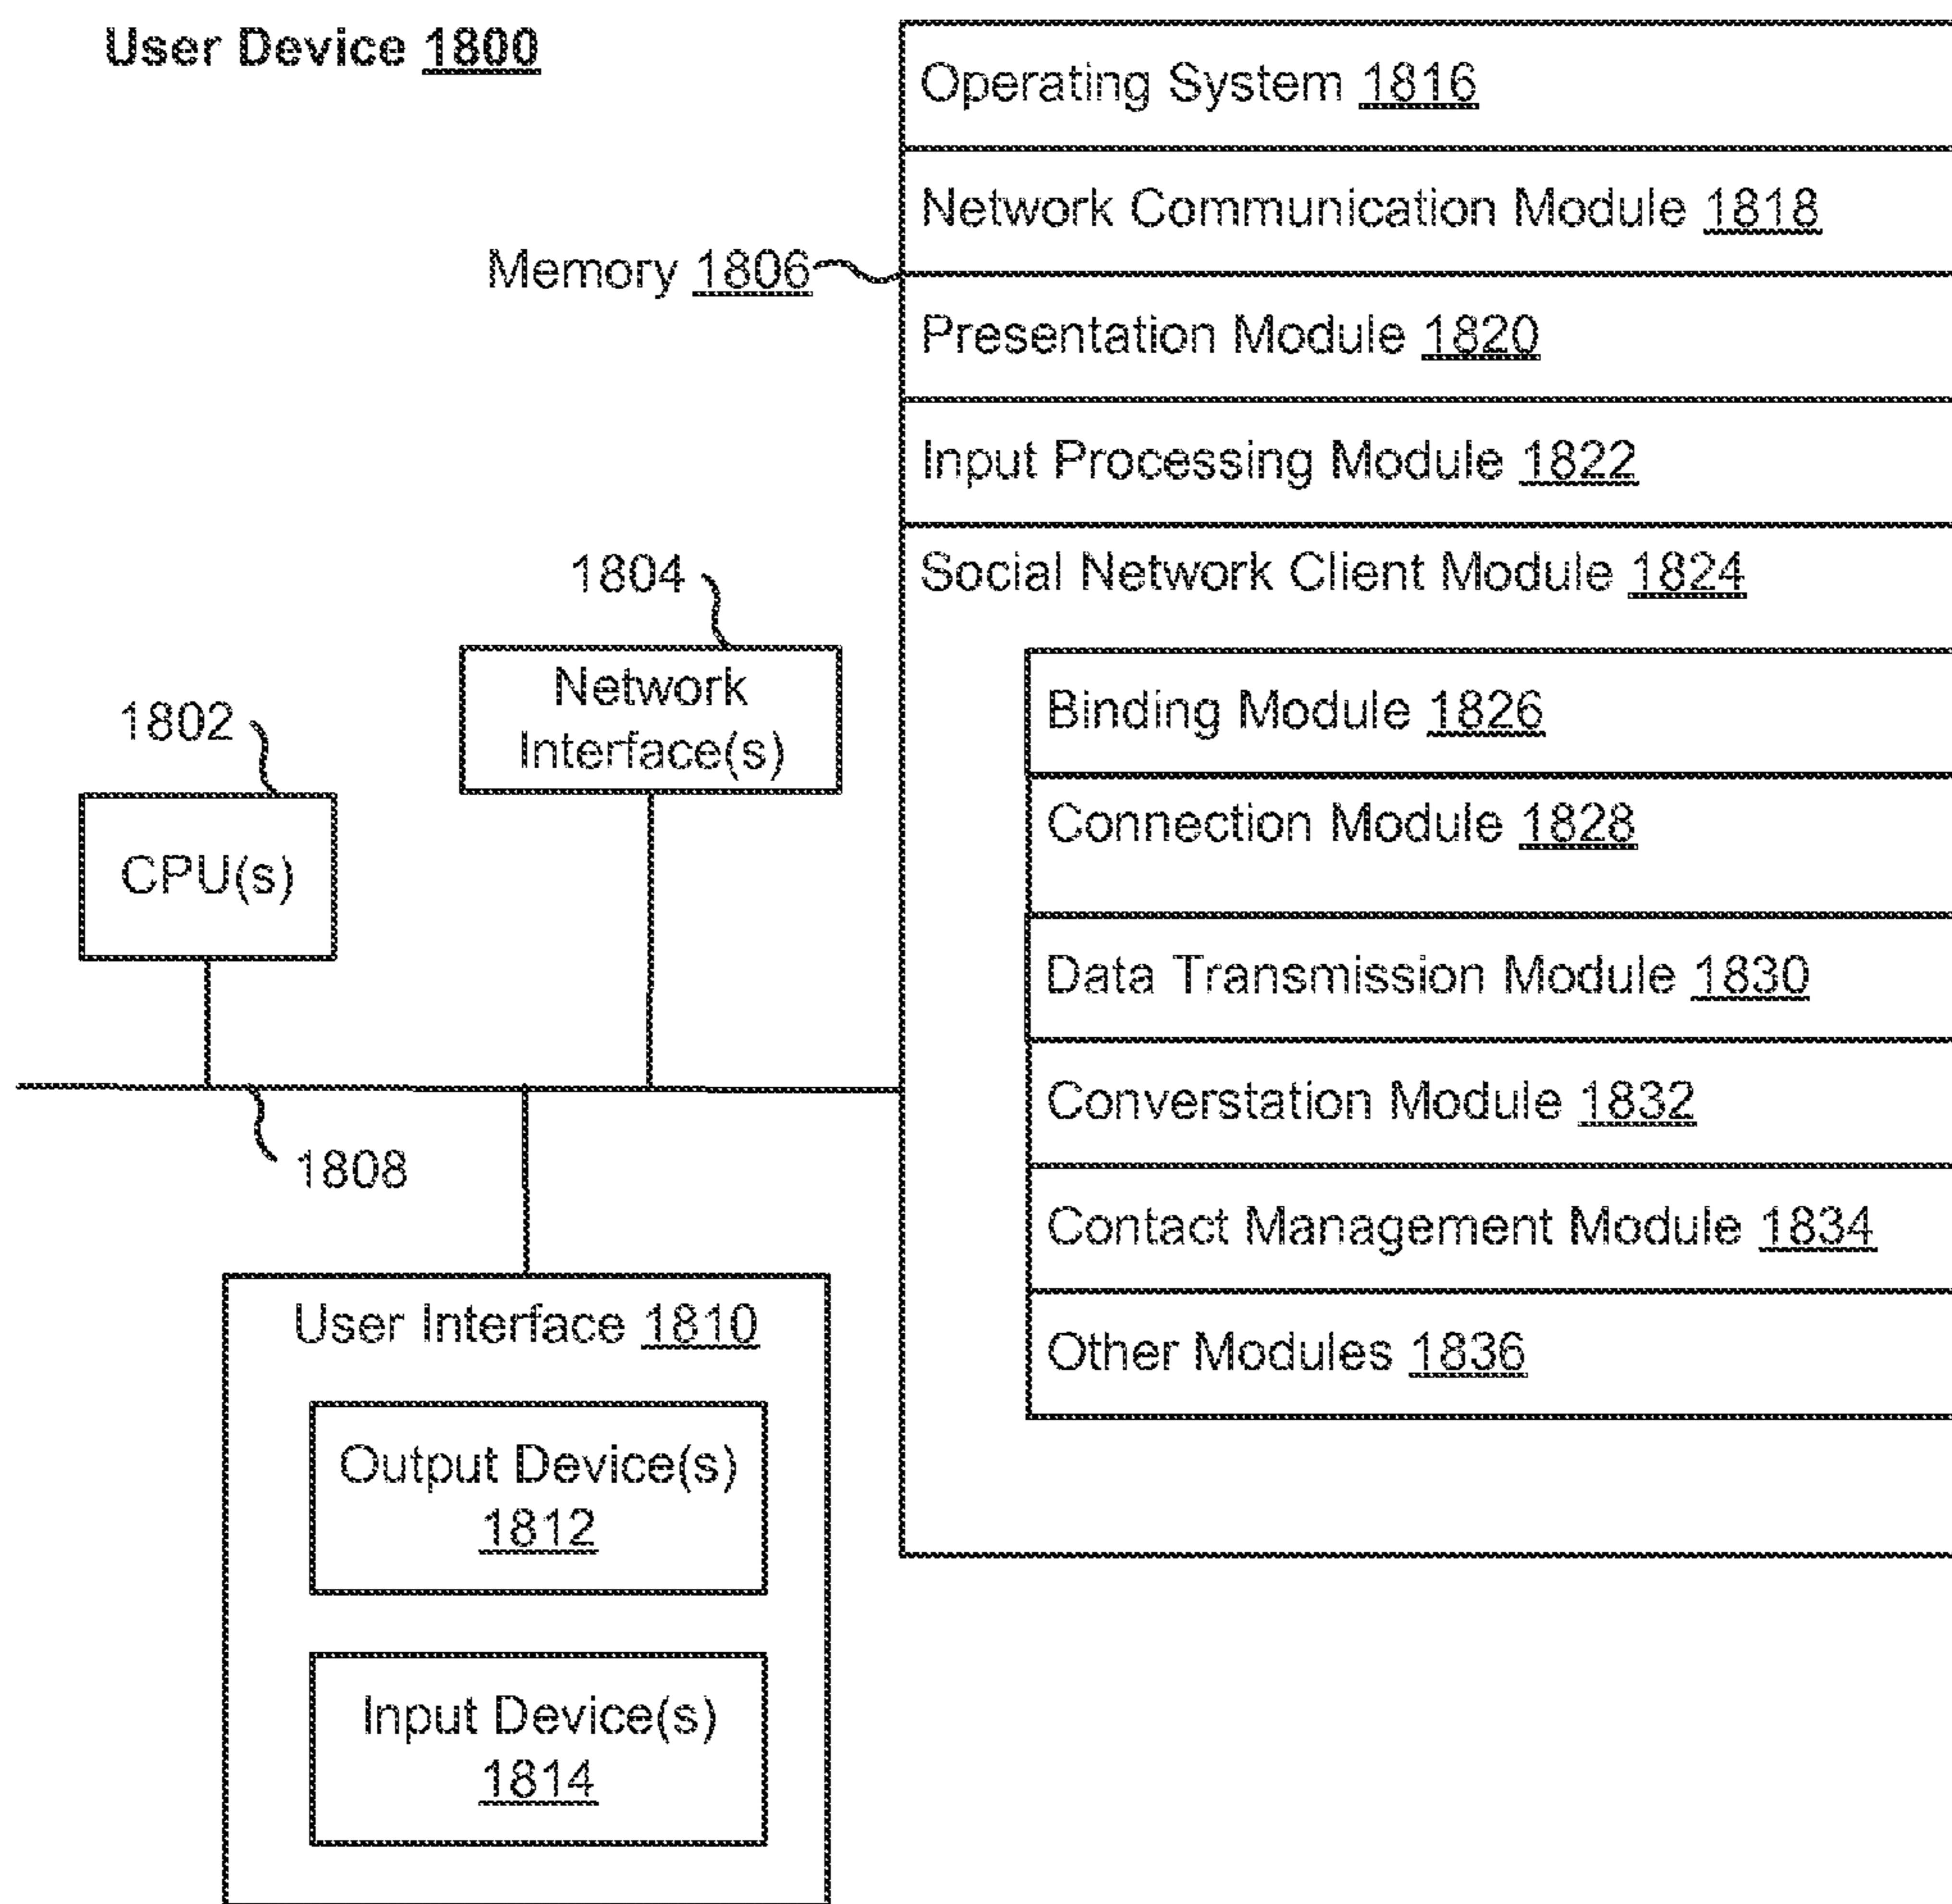 User Device 1800
Operating System 1816
Network Communication Module 1818
Memory 1806
Presentation Module 1820
Input Processing Module 1822
Social Network Client Module 1824
1804
Network
Interface(s)
1802
CPU(s)
Binding Module 1826
Connection Module 1828
Data Transmission Module 1830
Converstation Module 1832
1808
Contact Management Module 1834
User Interface 1810
Other Modules 1836
Output Device(s)
1812
Input Device(s)
1814